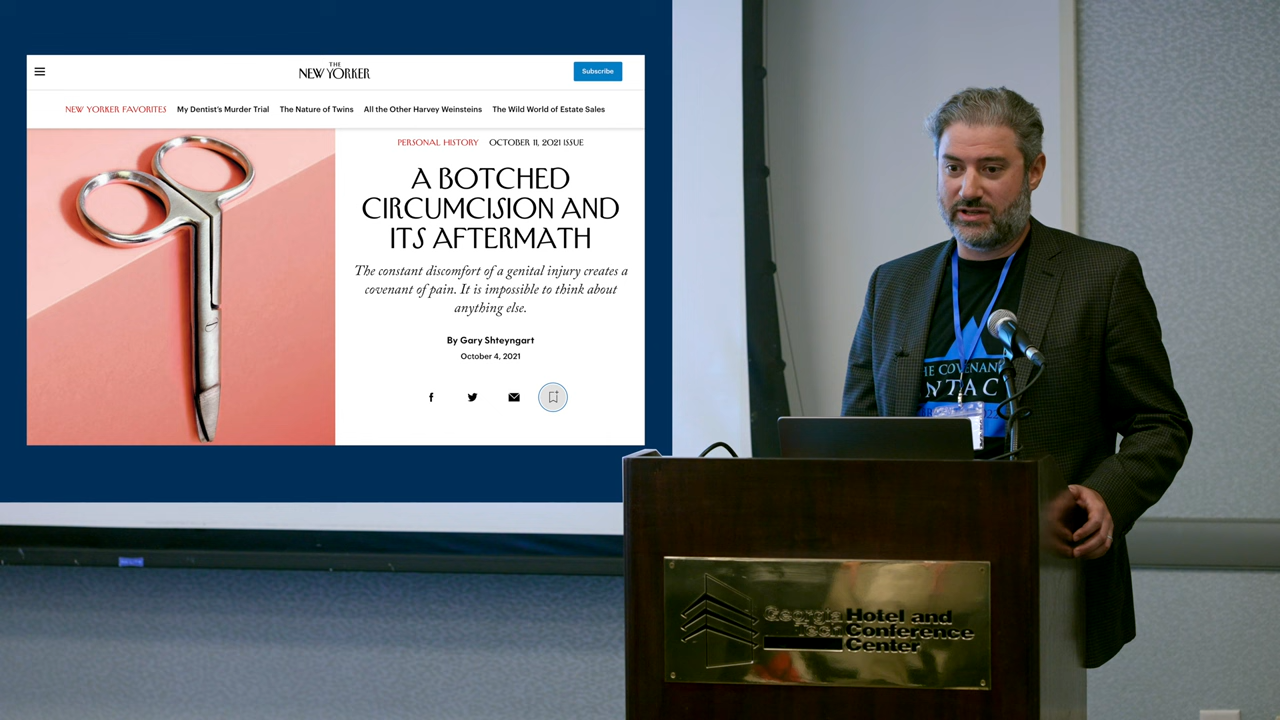 THE
NEW YORKER
Subscribe
NEW YORKER FAVORITES My Dentist's Murder Trial The Nature of Twins All the Other Harvey Weinsteins The Wild World of Estate Sales
PERSONAL HISTORY OCTOBER 11, 2021 ISSUE
A BOTCHED
CIRCUMCISION AND
ITS AFTERMATH
The constant discomfort of a genital injury creates a
covenant of pain. It is impossible to think about
anything else.
By Gary Shteyngart
October 4, 2021
Hotel and
Conference
Center